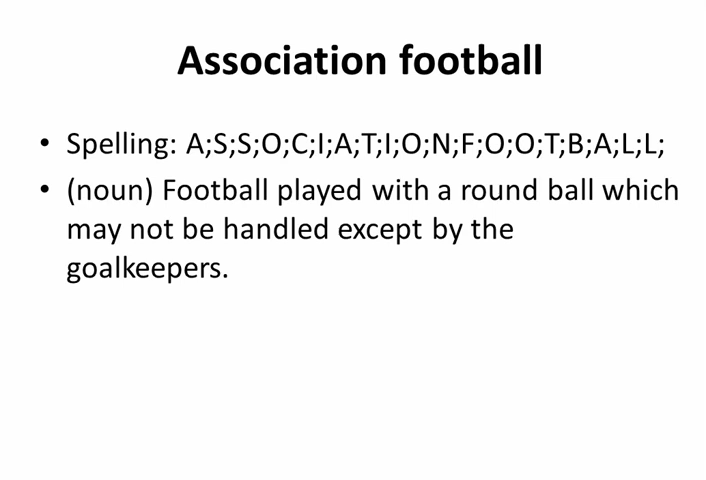 Association football
• Spelling: A;S;S;O;C;I;A;T;I;O;N;F;O;O;T;B;A;L;L;
• (noun) Football played with a round ball which
may not be handled except by the
goalkeepers.